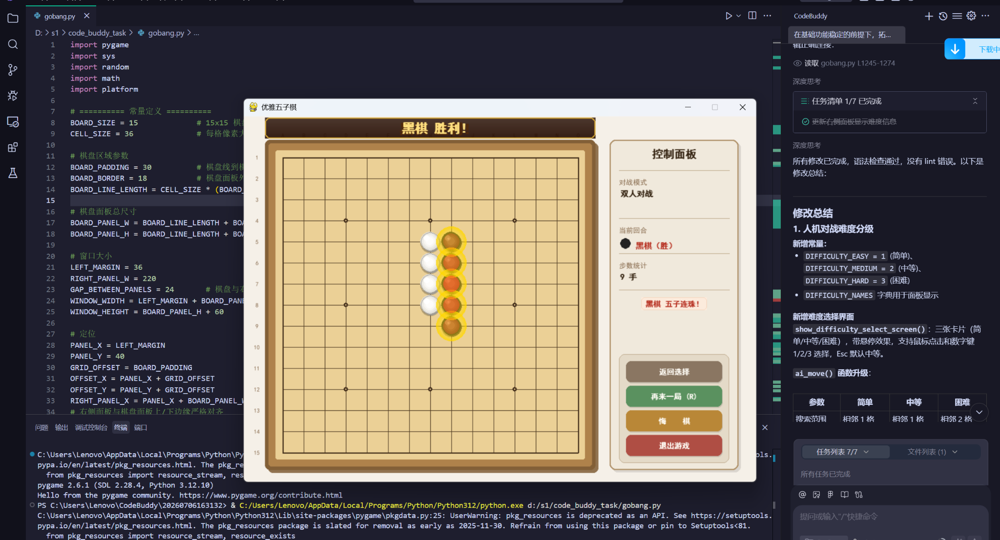 gobang.py
D: > s1 > code_buddy_task > gobang.py > ...
1 import pygame
2 import sys
3 import random
4 import math
5 import platform
6
7 # ========== 常量定义 ==========
8 BOARD_SIZE = 15 # 15x15 棋
9 CELL_SIZE = 36 # 每格像素
10
11 # 棋盘区域参数
12 BOARD_PADDING = 30 # 棋盘线到
13 BOARD_BORDER = 18 # 棋盘面板
14 BOARD_LINE_LENGTH = CELL_SIZE * (BOARD_
15
16 # 棋盘面板总尺寸
17 BOARD_PANEL_W = BOARD_LINE_LENGTH + BOA
18 BOARD_PANEL_H = BOARD_LINE_LENGTH + BOA
19
20 # 窗口大小
21 LEFT_MARGIN = 36
22 RIGHT_PANEL_W = 220
23 GAP_BETWEEN_PANELS = 24 # 棋盘与
24 WINDOW_WIDTH = LEFT_MARGIN + BOARD_PANE
25 WINDOW_HEIGHT = BOARD_PANEL_H + 60
26
27 # 定位
28 PANEL_X = LEFT_MARGIN
29 PANEL_Y = 40
30 GRID_OFFSET = BOARD_PADDING
31 OFFSET_X = PANEL_X + GRID_OFFSET
32 OFFSET_Y = PANEL_Y + GRID_OFFSET
33 RIGHT_PANEL_X = PANEL_X + BOARD_PANEL_W
34 # 右侧面板与棋盘面板上/下边缘严格对齐
优雅五子棋
黑棋 胜利!
1
2
3
4
5
6
7
8
9
10
11
12
13
14
15
控制面板
对战模式
双人对战
当前回合
黑棋（胜）
步数统计
9 手
黑棋 五子连珠!
返回选择
再来一局（R）
悔 棋
退出游戏
问题 输出 调试控制台 终端 端口
C:\Users\Lenovo\AppData\Local\Programs\Python\Py
ols.
pypa.io/en/latest/pkg_resources.html. The pkg_re
from pkg_resources import resource_stream, res
pygame 2.6.1 (SDL 2.28.4, Python 3.12.10)
Hello from the pygame community. https://www.pygame.org/contribute.html
PS C:\Users\Lenovo\CodeBuddy\20260706163132> & C:/Users/Lenovo/AppData/Local/Programs/Python/Python312/python.exe d:/s1/code_buddy_task/gobang.py
C:\Users\Lenovo\AppData\Local\Programs\Python\Python312\Lib\site-packages\pygame\pkgdata.py:25: UserWarning: pkg_resources is deprecated as an API. See https://setuptools.
pypa.io/en/latest/pkg_resources.html. The pkg_resources package is slated for removal as early as 2025-11-30. Refrain from using this package or pin to Setuptools<81.
from pkg_resources import resource_stream, resource_exists
CodeBuddy
在基础功能稳定的前提下，拓...
辑正确连接:
下载中
读取 gobang.py L1245-1274
深度思考
任务清单 1/7 已完成
更新右侧面板显示难度信息
深度思考
所有修改已完成，语法检查通过，没有 lint 错误。以下是
修改总结：
修改总结
1. 人机对战难度分级
新增常量：
• DIFFICULTY_EASY = 1 (简单)、
DIFFICULTY_MEDIUM = 2 (中等)、
DIFFICULTY_HARD = 3 (困难)
• DIFFICULTY_NAMES 字典用于面板显示
新增难度选择界面
show_difficulty_select_screen()：三张卡片（简
单/中等/困难），带悬停效果，支持鼠标点击和数字键
1/2/3 选择，Esc 默认中等。
ai_move() 函数升级：
参数 简单 中等 困难
搜索范围 相邻 1 格 相邻 1 格 相邻 2 格
任务列表 7/7 文件列表 (1)
所有任务已完成
提问或输入"/"快捷命令